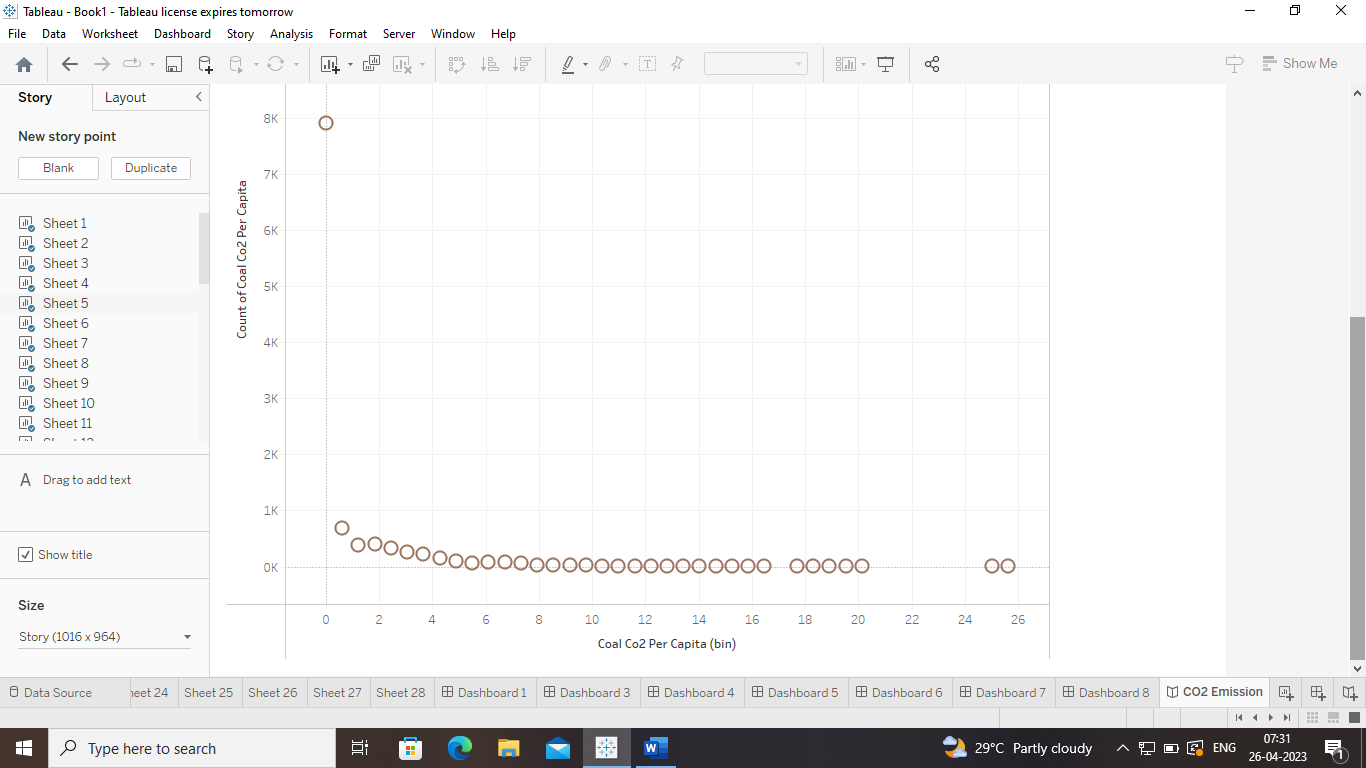 Tableau - Book1 - Tableau license expires tomorrow
File Data Worksheet Dashboard Story Analysis Format Server Window Help
Show Me
Story Layout
New story point
Blank Duplicate
Sheet 1
Sheet 2
Sheet 3
Sheet 4
Sheet 5
Sheet 6
Sheet 7
Sheet 8
Sheet 9
Sheet 10
Sheet 11
A Drag to add text
Show title
Size
Story (1016 x 964)
Count of Coal Co2 Per Capita
8K
7K
6K
5K
4K
3K
2K
1K
0K
0 2 4 6 8 10 12 14 16 18 20 22 24 26
Coal Co2 Per Capita (bin)
Data Source heet 24 Sheet 25 Sheet 26 Sheet 27 Sheet 28 Dashboard 1 Dashboard 3 Dashboard 4 Dashboard 5 Dashboard 6 Dashboard 7 Dashboard 8 CO2 Emission
Type here to search
29°C Partly cloudy
ENG
07:31
26-04-2023
1